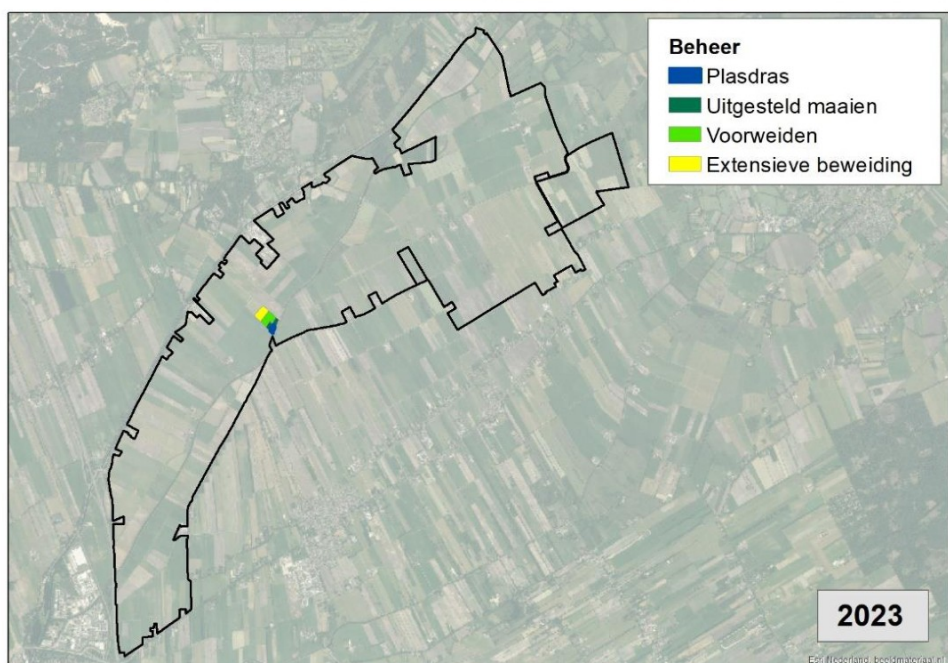 Beheer
Plasdras
Uitgesteld maaien
Voorweiden
Extensieve beweiding
2023
Esri Nederland, beeldmateriaal.nl